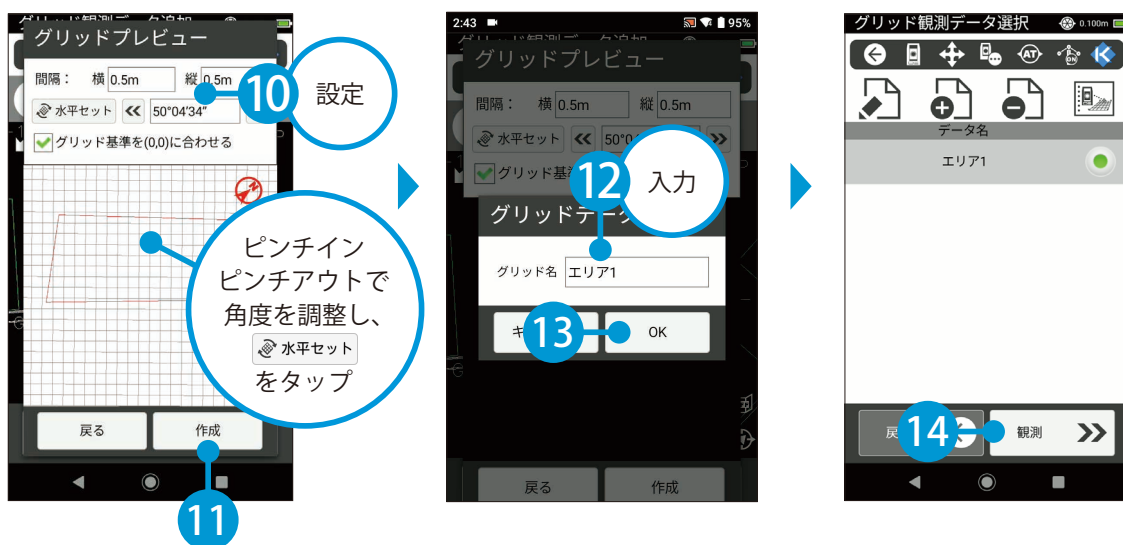 グリッドプレビュー
間隔： 横 0.5m 縦 0.5m
水平セット 50°04'34"
グリッド基準を(0,0)に合わせる
10
設定
ピンチイン
ピンチアウトで
角度を調整し、
水平セット
をタップ
戻る 作成
11
2:43 95%
グリッドプレビュー
間隔： 横 0.5m 縦 0.5m
水平セット
12
入力
グリッド名 エリア1
13
OK
戻る 作成
グリッド観測データ選択 0.100m
AT
ON
データ名
エリア1
14
観測